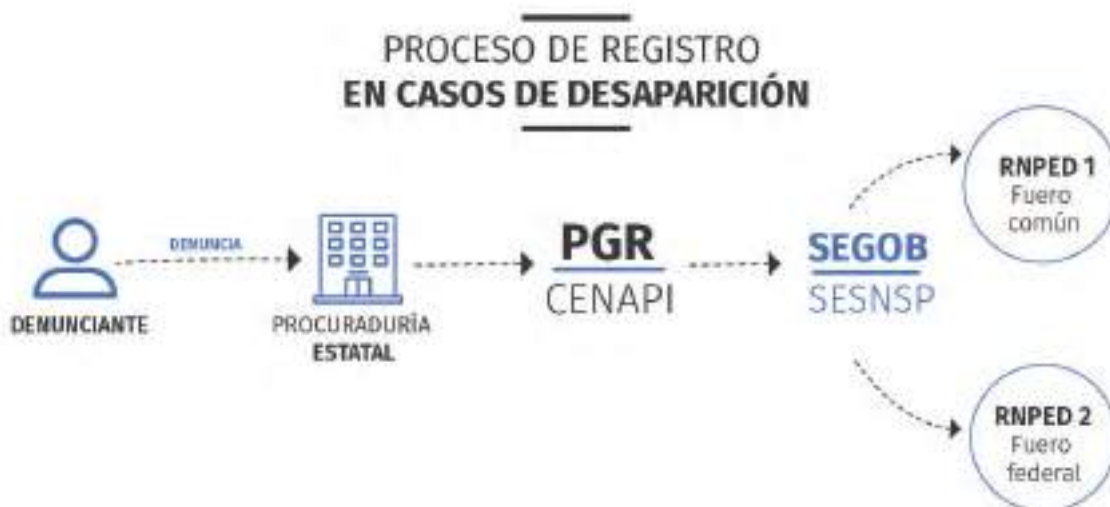 PROCESO DE REGISTRO
EN CASOS DE DESAPARICIÓN
DENUNCIANTE
DENUNCIA
PROCURADURÍA
ESTATAL
PGR
CENAPI
SEGOB
SESNSP
RNPED 1
Fuero
común
RNPED 2
Fuero
federal